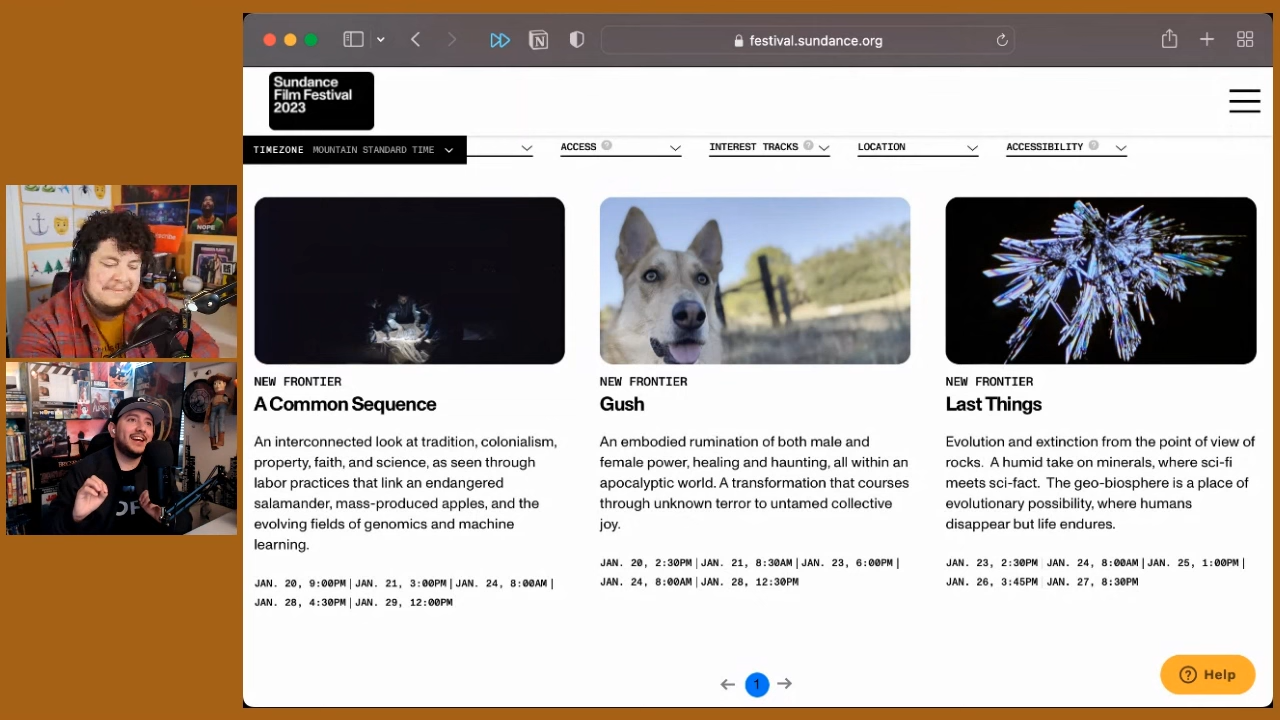 festival.sundance.org
Sundance
Film Festival
2023
TIMEZONE MOUNTAIN STANDARD TIME
ACCESS ?
INTEREST TRACKS ?
LOCATION
ACCESSIBILITY ?
NEW FRONTIER
A Common Sequence
An interconnected look at tradition, colonialism,
property, faith, and science, as seen through
labor practices that link an endangered
salamander, mass-produced apples, and the
evolving fields of genomics and machine
learning.
JAN. 20, 9:00PM | JAN. 21, 3:00PM | JAN. 24, 8:00AM |
JAN. 28, 4:30PM | JAN. 29, 12:00PM
NEW FRONTIER
Gush
An embodied rumination of both male and
female power, healing and haunting, all within an
apocalyptic world. A transformation that courses
through unknown terror to untamed collective
joy.
JAN. 20, 2:30PM | JAN. 21, 8:30AM | JAN. 23, 6:00PM |
JAN. 24, 8:00AM | JAN. 28, 12:30PM
NEW FRONTIER
Last Things
Evolution and extinction from the point of view of
rocks. A humid take on minerals, where sci-fi
meets sci-fact. The geo-biosphere is a place of
evolutionary possibility, where humans
disappear but life endures.
JAN. 23, 2:30PM | JAN. 24, 8:00AM | JAN. 25, 1:00PM |
JAN. 26, 3:45PM | JAN. 27, 8:30PM
1
? Help
NOPE